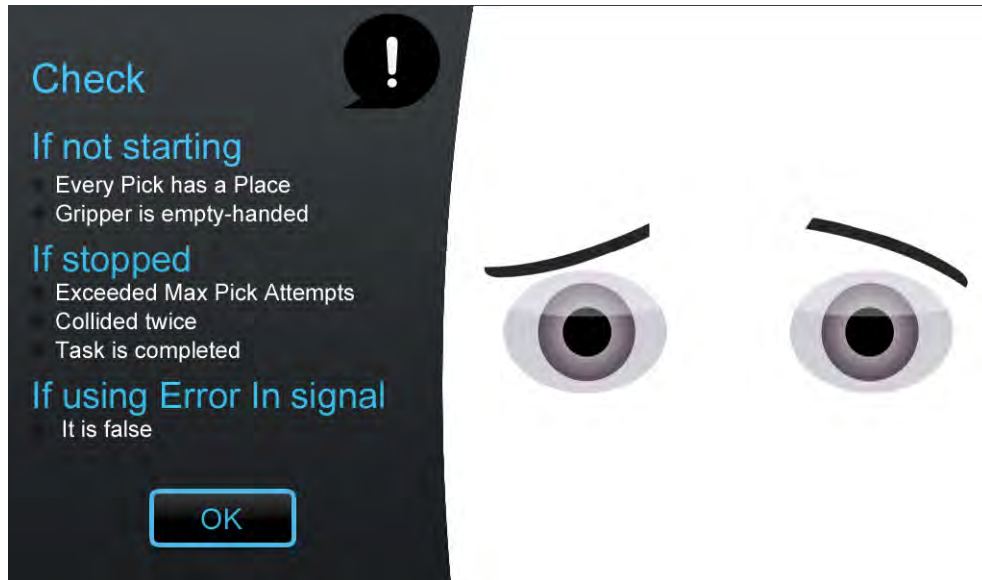 Check
!
If not starting
Every Pick has a Place
Gripper is empty-handed
If stopped
Exceeded Max Pick Attempts
Collided twice
Task is completed
If using Error In signal
It is false
OK